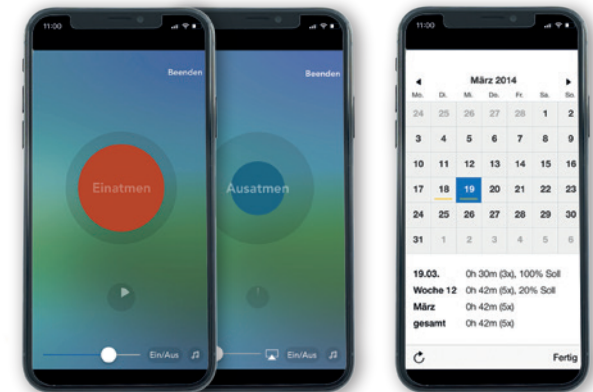 11:00
Beenden
Einatmen
Ein/Aus
Beenden
Ausatmen
Ein/Aus
11:00
März 2014
Mo. Di. Mi. Do. Fr. Sa. So.
24 25 26 27 28 1 2
3 4 5 6 7 8 9
10 11 12 13 14 15 16
17 18 19 20 21 22 23
24 25 26 27 28 29 30
31 1 2 3 4 5 6
19.03. 0h 30m (3x), 100% Soll
Woche 12 0h 42m (5x), 20% Soll
März 0h 42m (5x)
gesamt 0h 42m (5x)
Fertig